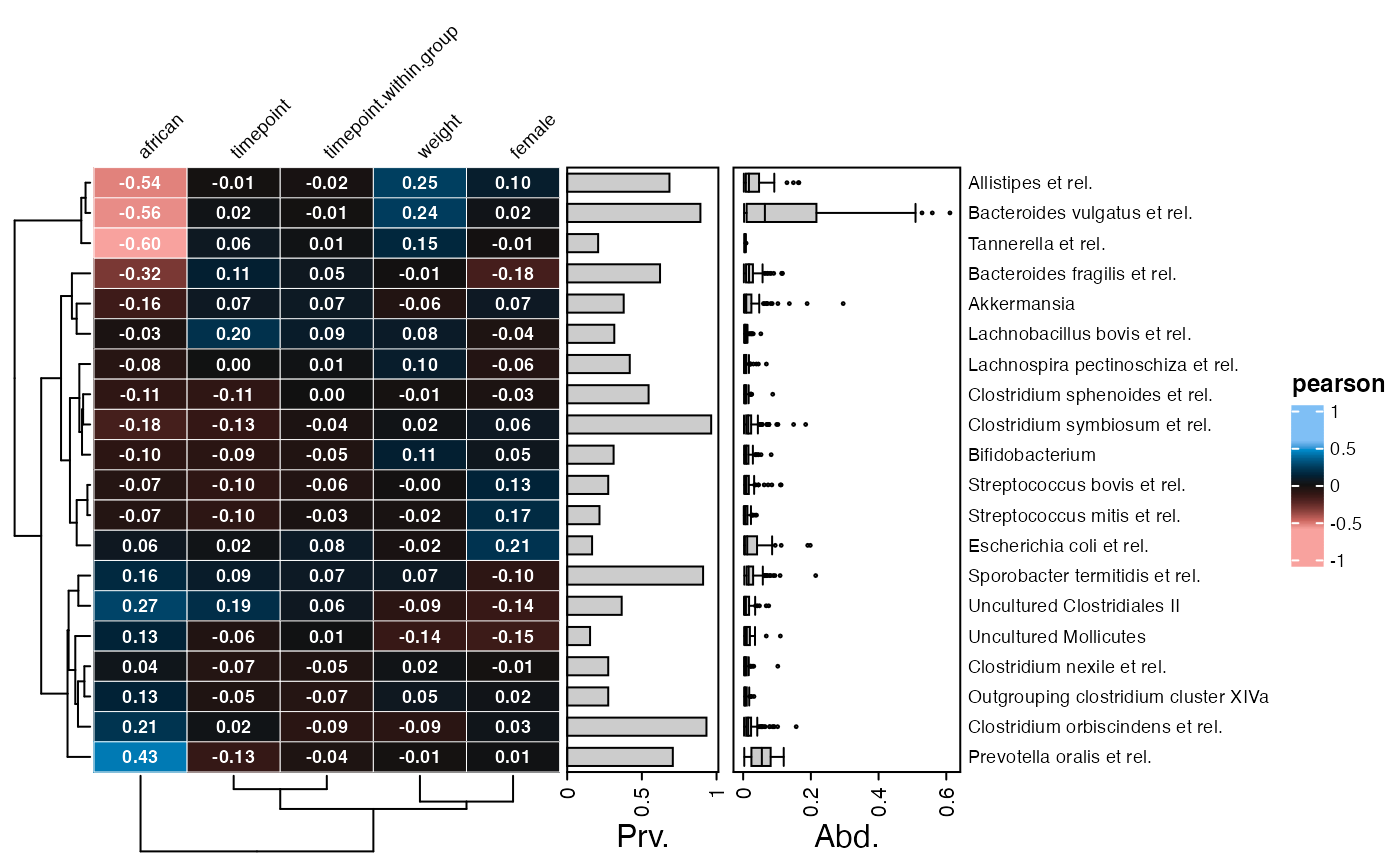 african timepoint timepoint.within.group weight female
-0.54 -0.01 -0.02 0.25 0.10 Allistipes et rel.
-0.56 0.02 -0.01 0.24 0.02 Bacteroides vulgatus et rel.
-0.60 0.06 0.01 0.15 -0.01 Tannerella et rel.
-0.32 0.11 0.05 -0.01 -0.18 Bacteroides fragilis et rel.
-0.16 0.07 0.07 -0.06 0.07 Akkermansia
-0.03 0.20 0.09 0.08 -0.04 Lachnobacillus bovis et rel.
-0.08 0.00 0.01 0.10 -0.06 Lachnospira pectinoschiza et rel.
-0.11 -0.11 0.00 -0.01 -0.03 Clostridium sphenoides et rel.
-0.18 -0.13 -0.04 0.02 0.06 Clostridium symbiosum et rel.
-0.10 -0.09 -0.05 0.11 0.05 Bifidobacterium
-0.07 -0.10 -0.06 -0.00 0.13 Streptococcus bovis et rel.
-0.07 -0.10 -0.03 -0.02 0.17 Streptococcus mitis et rel.
0.06 0.02 0.08 -0.02 0.21 Escherichia coli et rel.
0.16 0.09 0.07 0.07 -0.10 Sporobacter termitidis et rel.
0.27 0.19 0.06 -0.09 -0.14 Uncultured Clostridiales II
0.13 -0.06 0.01 -0.14 -0.15 Uncultured Mollicutes
0.04 -0.07 -0.05 0.02 -0.01 Clostridium nexile et rel.
0.13 -0.05 -0.07 0.05 0.02 Outgrouping clostridium cluster XIVa
0.21 0.02 -0.09 -0.09 0.03 Clostridium orbiscindens et rel.
0.43 -0.13 -0.04 -0.01 0.01 Prevotella oralis et rel.
0 0.5 1 0 0.2 0.4 0.6
Prv. Abd.
pearson
1
0.5
0
-0.5
-1